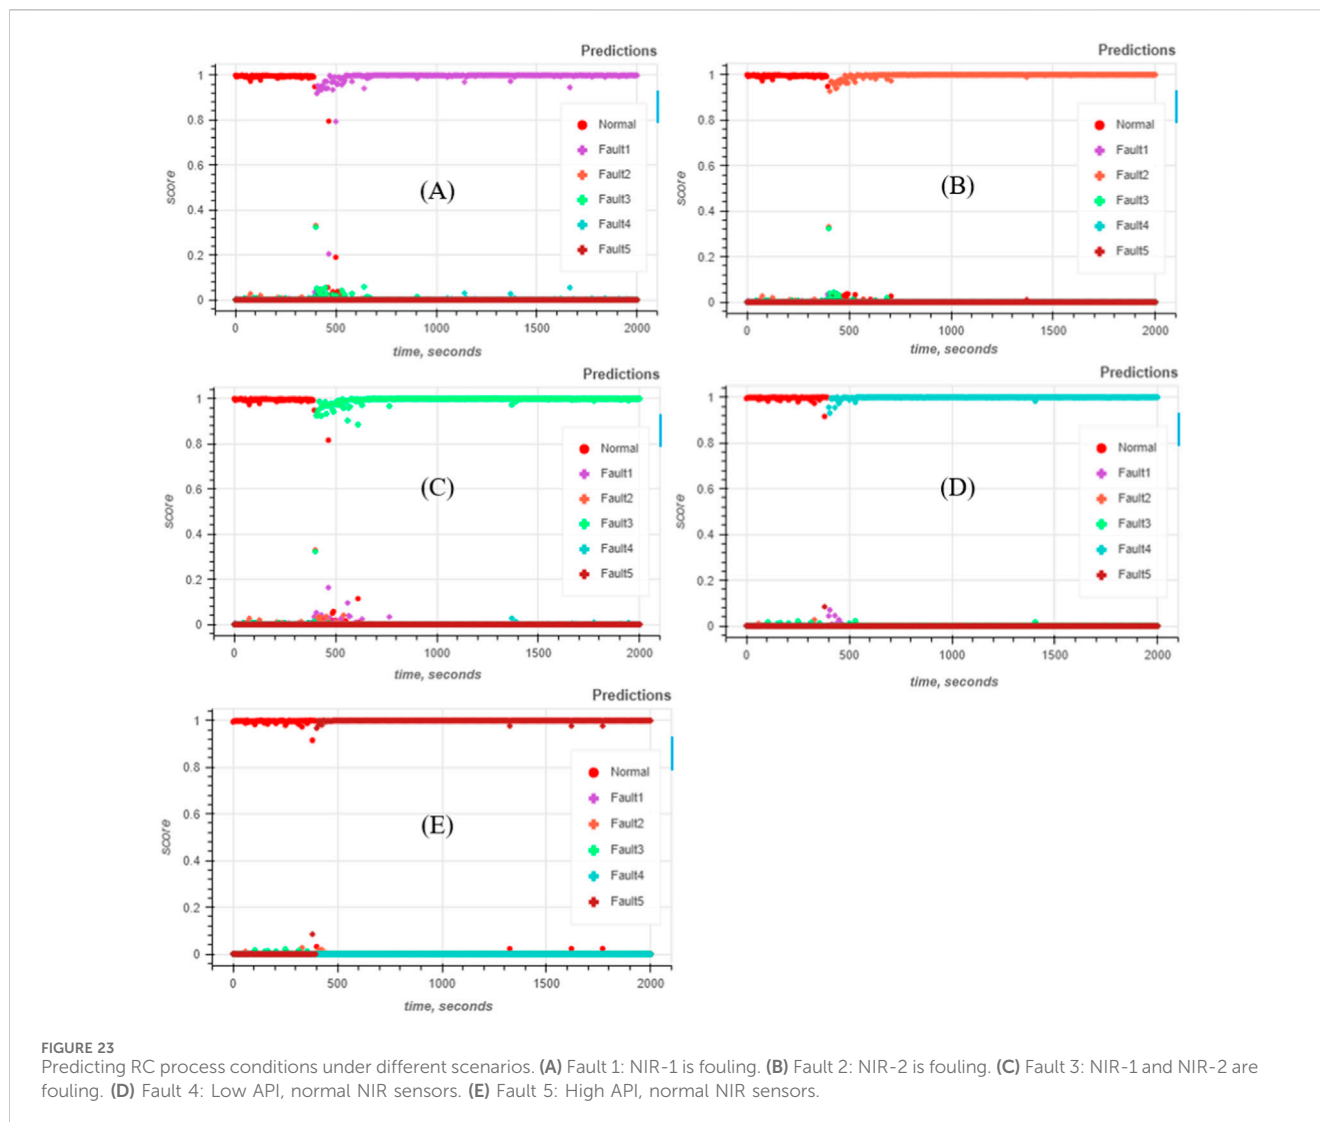 Predictions
1
0.8
0.6
0.4
0.2
0
score
0 500 1000 1500 2000
time, seconds
Normal
Fault1
Fault2
Fault3
Fault4
Fault5
(A)
Predictions
1
0.8
0.6
0.4
0.2
0
score
0 500 1000 1500 2000
time, seconds
Normal
Fault1
Fault2
Fault3
Fault4
Fault5
(B)
Predictions
1
0.8
0.6
0.4
0.2
0
score
0 500 1000 1500 2000
time, seconds
Normal
Fault1
Fault2
Fault3
Fault4
Fault5
(C)
Predictions
1
0.8
0.6
0.4
0.2
0
score
0 500 1000 1500 2000
time, seconds
Normal
Fault1
Fault2
Fault3
Fault4
Fault5
(D)
Predictions
1
0.8
0.6
0.4
0.2
0
score
0 500 1000 1500 2000
time, seconds
Normal
Fault1
Fault2
Fault3
Fault4
Fault5
(E)
FIGURE 23
Predicting RC process conditions under different scenarios. (A) Fault 1: NIR-1 is fouling. (B) Fault 2: NIR-2 is fouling. (C) Fault 3: NIR-1 and NIR-2 are
fouling. (D) Fault 4: Low API, normal NIR sensors. (E) Fault 5: High API, normal NIR sensors.